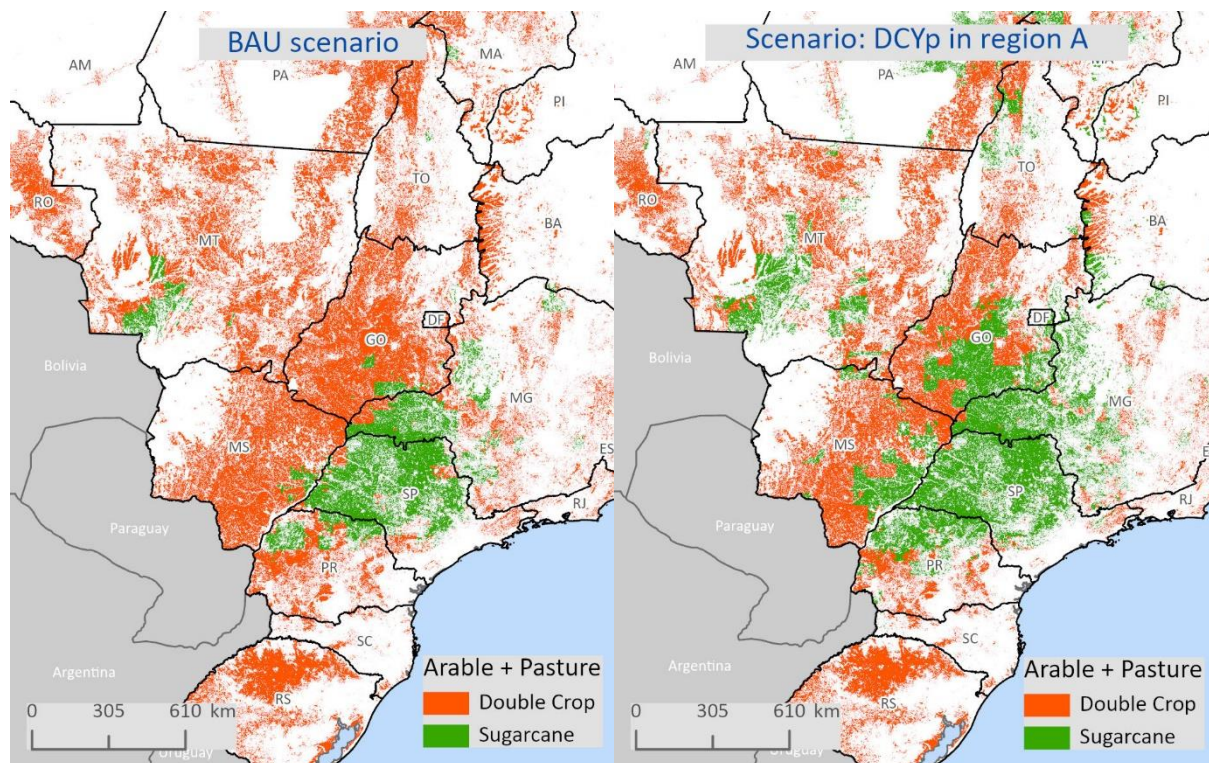 BAU scenario
AM
PA
MA
PI
RO
MT
TO
BA
DF
GO
Bolivia
MG
MS
ES
SP
RJ
Paraguay
PR
SC
Argentina
RS
Arable + Pasture
Double Crop
Sugarcane
0 305 610 km
Uruguay
Scenario: DCYp in region A
AM
PA
MA
PI
RO
MT
TO
BA
DF
GO
Bolivia
MG
MS
E
SP
RJ
Paraguay
PR
SC
Argentina
RS
Arable + Pasture
Double Crop
Sugarcane
0 305 610 km
Uruguay